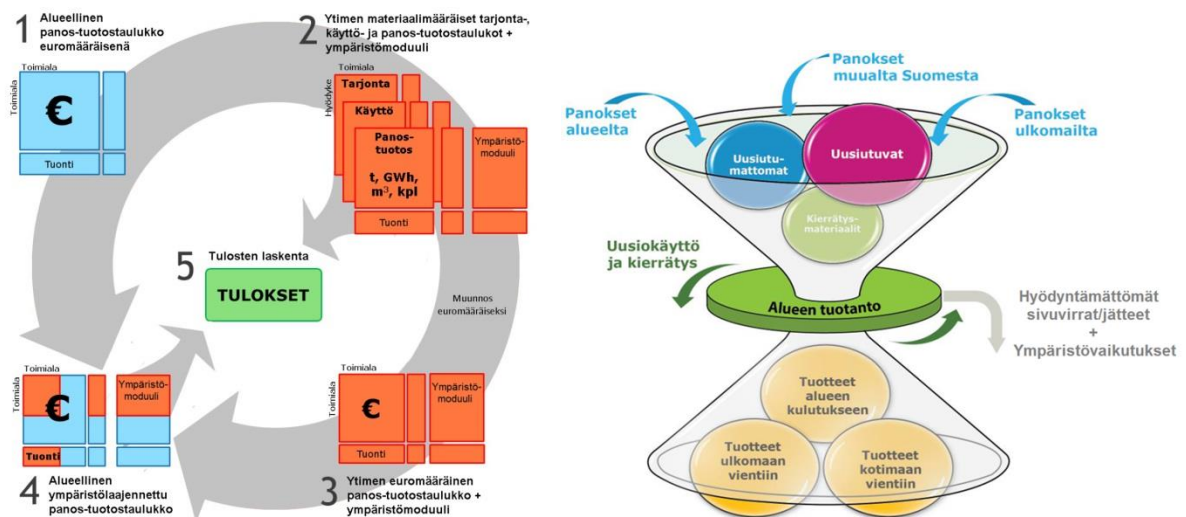 1
Alueellinen
panos-tuotostaulukko
euromääräisenä
Toimiala
Toimiala
€
Tuonti
2
Ytimen materiaalimääräiset tarjonta-,
käyttö- ja panos-tuotostaulukot +
ympäristömoduuli
Toimiala
Hyödyke
Tarjonta
Käyttö
Panos-
tuotos
t, GWh,
m³, kpl
Ympäristö-
moduuli
Tuonti
5
Tulosten laskenta
TULOKSET
Muunnos
euromääräiseksi
Toimiala
Toimiala
€
Ympäristö-
moduuli
Tuonti
4
Alueellinen
ympäristölaajennettu
panos-tuotostaulukko
Toimiala
Toimiala
€
Ympäristö-
moduuli
Tuonti
3
Ytimen euromääräinen
panos-tuotostaulukko +
ympäristömoduuli
Panokset
muualta Suomesta
Panokset
alueelta
Panokset
ulkomailta
Uusiutu-
mattomat
Uusiutuvat
Kierrätys-
materiaalit
Uusiokäyttö
ja kierrätys
Alueen tuotanto
Hyödyntämättömät
sivuvirrat/jätteet
+
Ympäristövaikutukset
Tuotteet
alueen
kulutukseen
Tuotteet
ulkomaan
vientiin
Tuotteet
kotimaan
vientiin